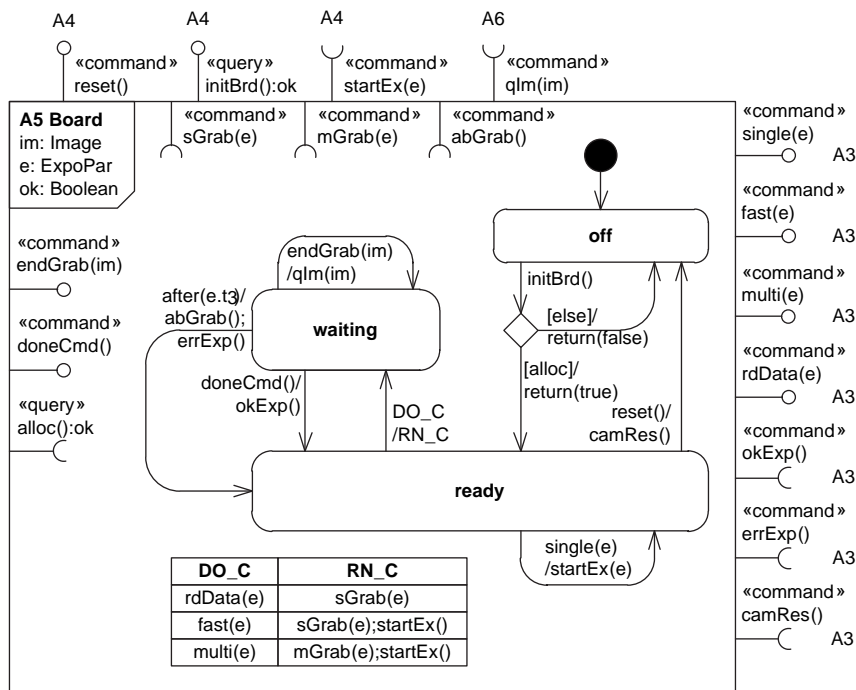 A4
A4
A4
A6
«command»
reset()
«query»
initBrd():ok
«command»
startEx(e)
«command»
qIm(im)
A5 Board
im: Image
e: ExpoPar
ok: Boolean
«command»
sGrab(e)
«command»
mGrab(e)
«command»
abGrab()
«command»
single(e)
A3
«command»
fast(e)
A3
«command»
multi(e)
A3
«command»
rdData(e)
A3
«command»
okExp()
A3
«command»
errExp()
A3
«command»
camRes()
A3
«command»
endGrab(im)
«command»
doneCmd()
«query»
alloc():ok
off
initBrd()
[else]/
return(false)
[alloc]/
return(true)
reset()/
camRes()
endGrab(im)
/qIm(im)
after(e.t3)/
abGrab();
errExp()
waiting
doneCmd()/
okExp()
DO_C
/RN_C
ready
single(e)
/startEx(e)
DO_C RN_C
rdData(e) sGrab(e)
fast(e) sGrab(e);startEx()
multi(e) mGrab(e);startEx()